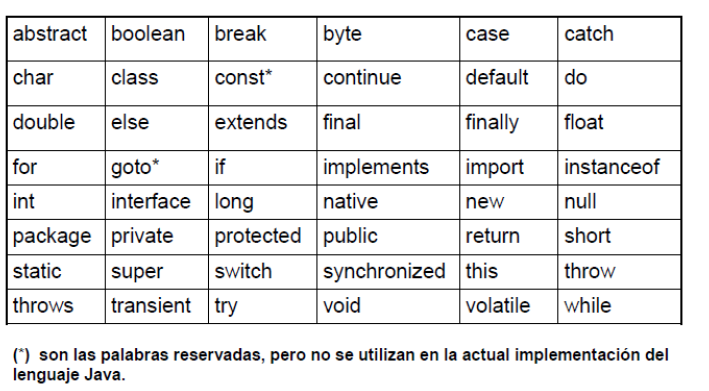 abstract boolean break byte case catch
char class const* continue default do
double else extends final finally float
for goto* if implements import instanceof
int interface long native new null
package private protected public return short
static super switch synchronized this throw
throws transient try void volatile while
(*) son las palabras reservadas, pero no se utilizan en la actual implementación del
lenguaje Java.